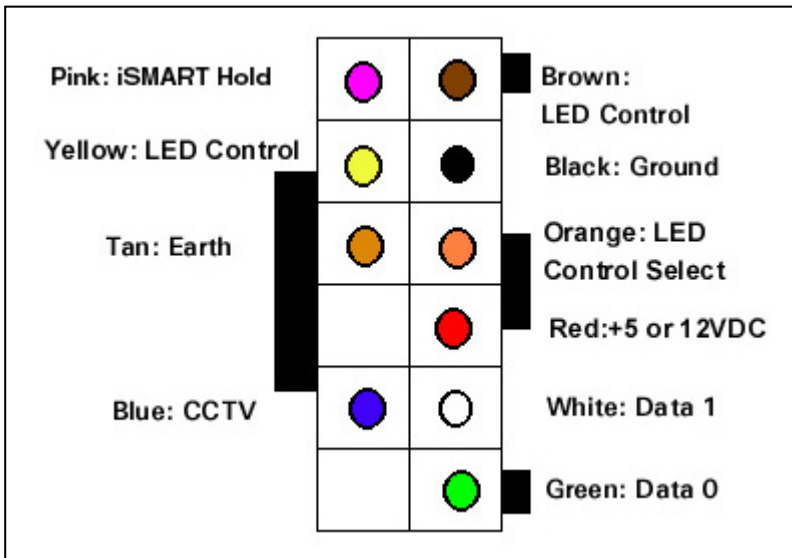 Pink: iSMART Hold
Brown:
LED Control
Yellow: LED Control
Black: Ground
Tan: Earth
Orange: LED
Control Select
Red:+5 or 12VDC
Blue: CCTV
White: Data 1
Green: Data 0